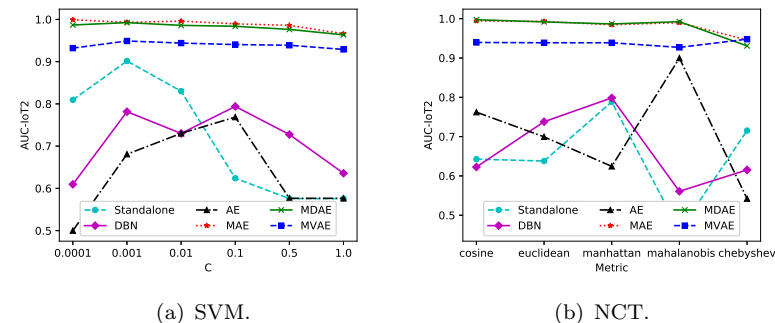 1.0
0.9
0.8
0.7
0.6
0.5
AUC-IoT2
Standalone AE MDAE
DBN MAE MVAE
0.0001 0.001 0.01 0.1 0.5 1.0
C
(a) SVM.
1.0
0.9
0.8
0.7
0.6
0.5
AUC-IoT2
Standalone AE MDAE
DBN MAE MVAE
cosine euclidean manhattan mahalanobis chebyshev
Metric
(b) NCT.